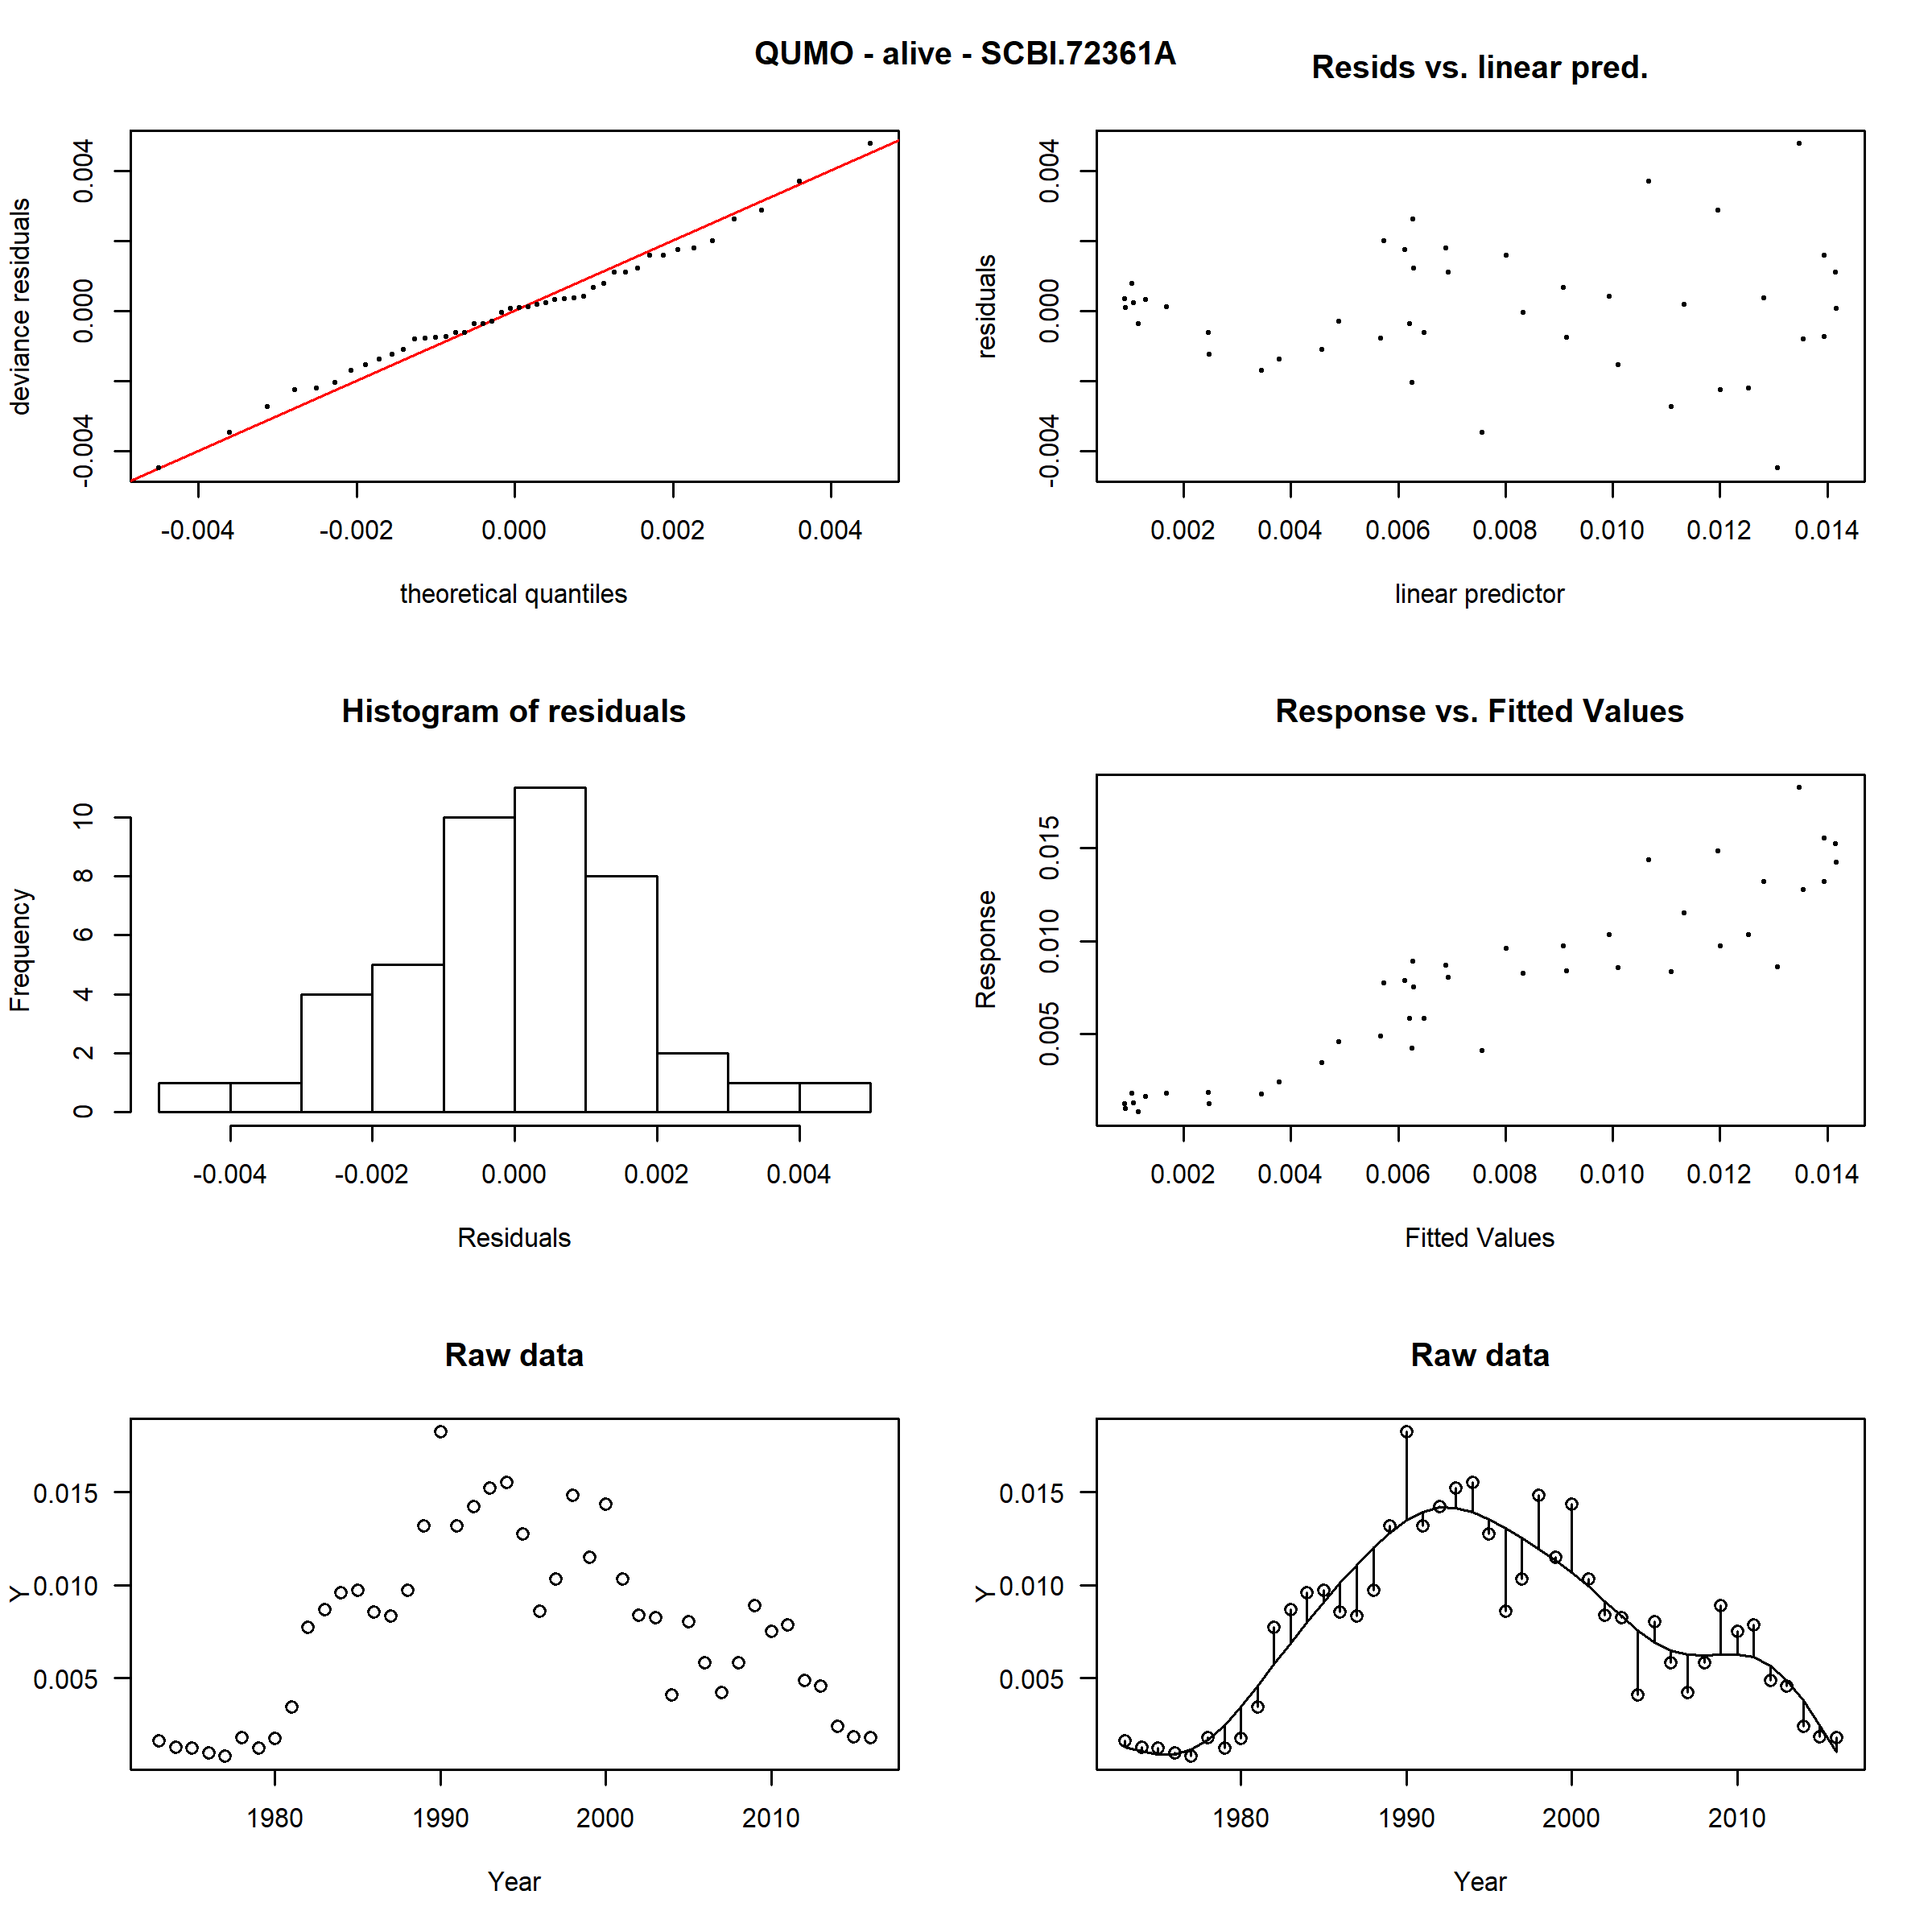 QUMO - alive - SCBI.72361A
Resids vs. linear pred.
deviance residuals
-0.004 0.000 0.004
-0.004 -0.002 0.000 0.002 0.004
theoretical quantiles
residuals
-0.004 0.000 0.004
0.002 0.004 0.006 0.008 0.010 0.012 0.014
linear predictor
Histogram of residuals
Frequency
0 2 4 6 8 10
-0.004 -0.002 0.000 0.002 0.004
Residuals
Response vs. Fitted Values
Response
0.005 0.010 0.015
0.002 0.004 0.006 0.008 0.010 0.012 0.014
Fitted Values
Raw data
Y
0.015
0.010
0.005
1980 1990 2000 2010
Year
Raw data
Y
0.015
0.010
0.005
1980 1990 2000 2010
Year